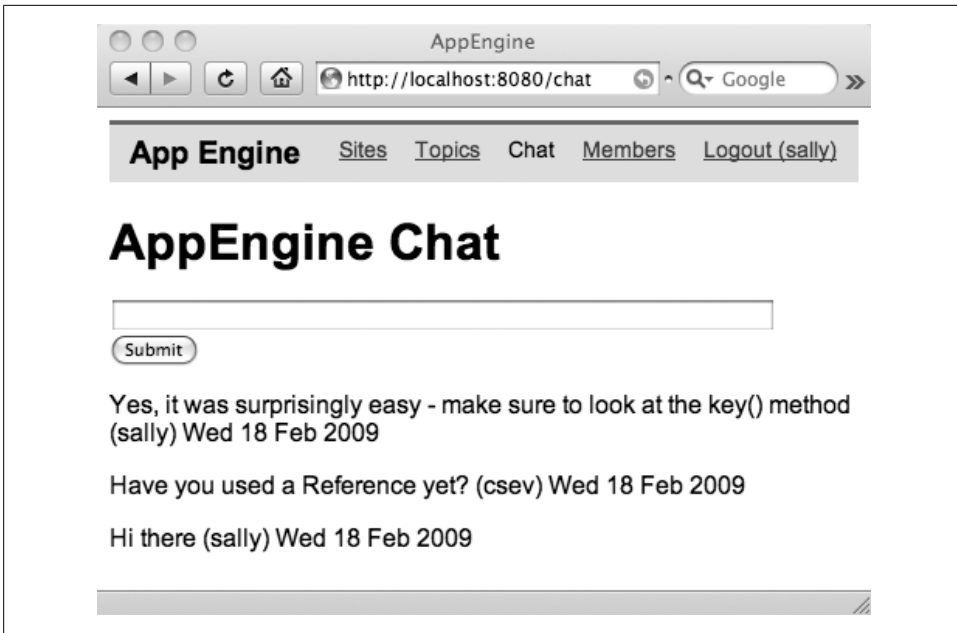 AppEngine
http://localhost:8080/chat
Google
App Engine Sites Topics Chat Members Logout (sally)
AppEngine Chat
Submit
Yes, it was surprisingly easy - make sure to look at the key() method
(sally) Wed 18 Feb 2009
Have you used a Reference yet? (csev) Wed 18 Feb 2009
Hi there (sally) Wed 18 Feb 2009